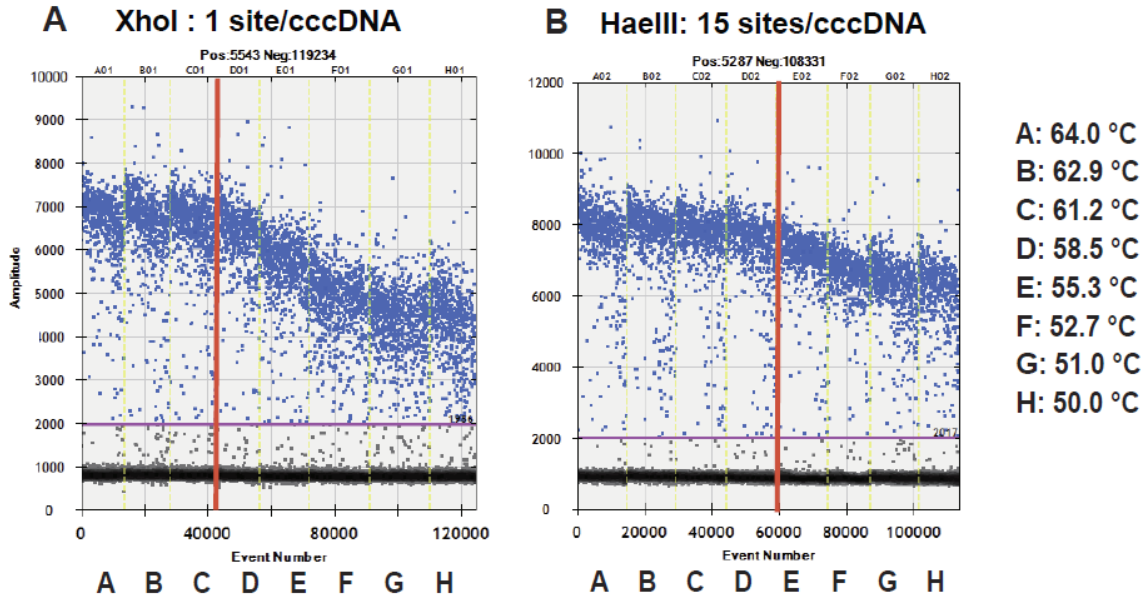 A XhoI : 1 site/cccDNA
Pos:5543 Neg:119234
A01 B01 C01 D01 E01 F01 G01 H01
10000
9000
8000
7000
6000
5000
4000
3000
2000
1000
0
Amplitude
1986
0 40000 80000 120000
Event Number
A B C D E F G H
B HaeIII: 15 sites/cccDNA
Pos:5287 Neg:108331
A02 B02 C02 D02 E02 F02 G02 H02
12000
10000
8000
6000
4000
2000
0
2017
0 20000 40000 60000 80000 100000
Event Number
A B C D E F G H
A: 64.0 °C
B: 62.9 °C
C: 61.2 °C
D: 58.5 °C
E: 55.3 °C
F: 52.7 °C
G: 51.0 °C
H: 50.0 °C